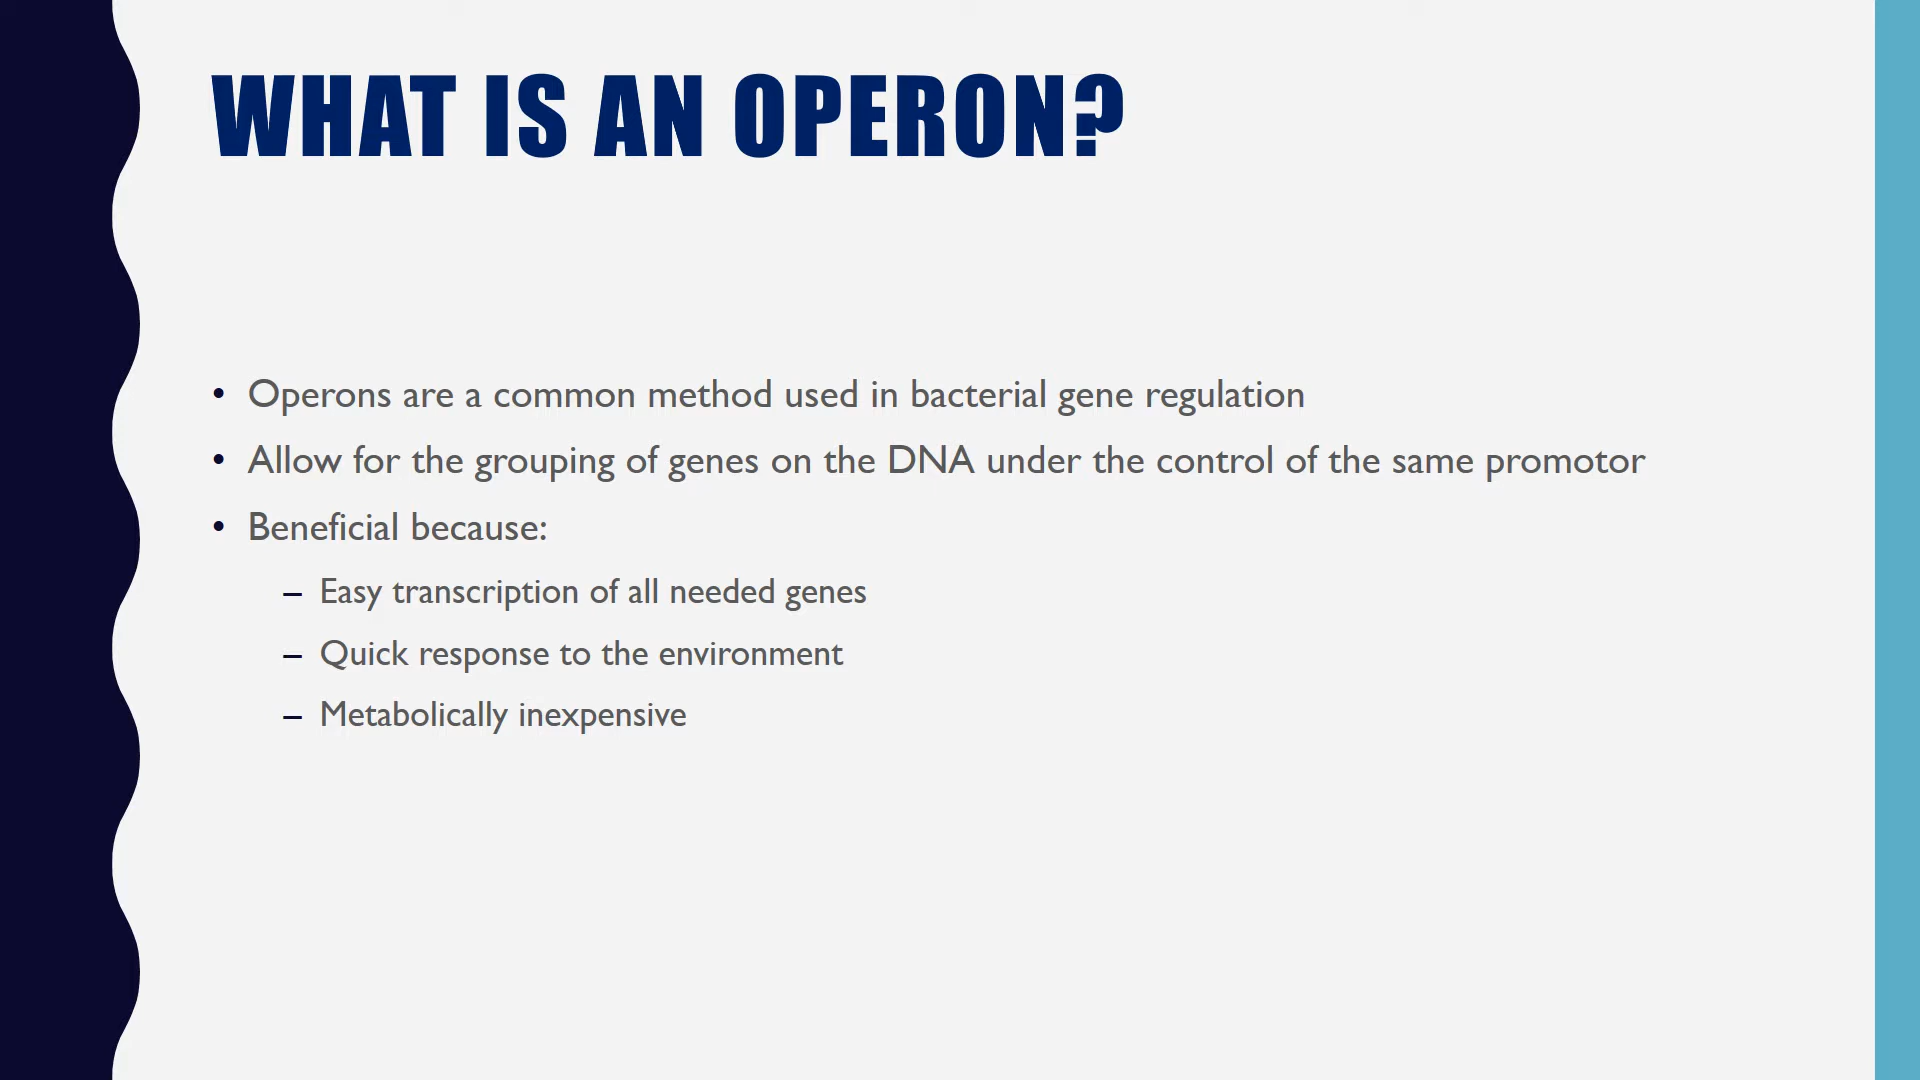 WHAT IS AN OPERON?
• Operons are a common method used in bacterial gene regulation
• Allow for the grouping of genes on the DNA under the control of the same promotor
• Beneficial because:
– Easy transcription of all needed genes
– Quick response to the environment
– Metabolically inexpensive